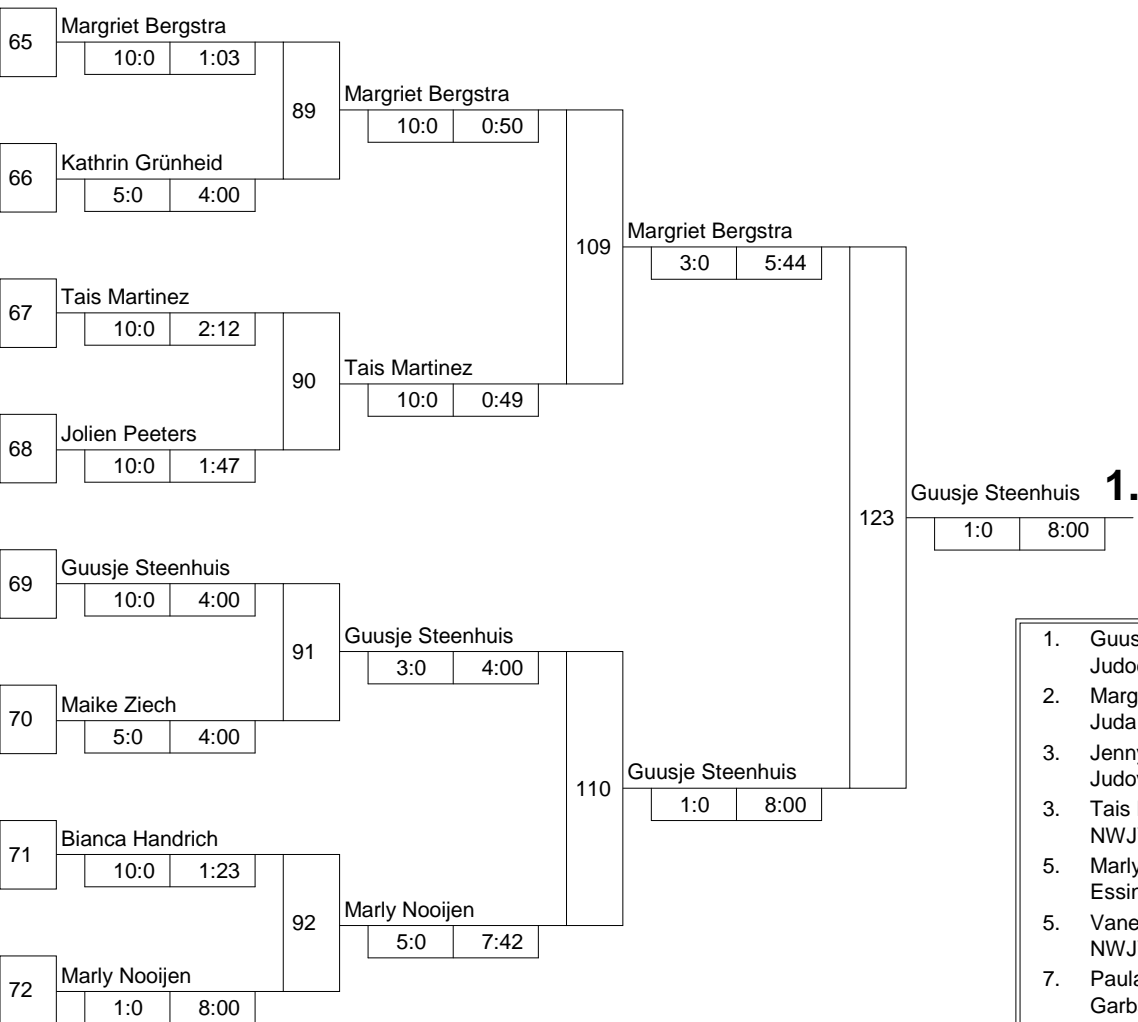 65 Margriet Bergstra
10:0 1:03
89 Margriet Bergstra
10:0 0:50
66 Kathrin Grünheid
5:0 4:00
109 Margriet Bergstra
3:0 5:44
67 Tais Martinez
10:0 2:12
90 Tais Martinez
10:0 0:49
68 Jolien Peeters
10:0 1:47
123 Guusje Steenhuis 1.
1:0 8:00
69 Guusje Steenhuis
10:0 4:00
91 Guusje Steenhuis
3:0 4:00
70 Maike Ziech
5:0 4:00
110 Guusje Steenhuis
1:0 8:00
71 Bianca Handrich
10:0 1:23
92 Marly Nooijen
5:0 7:42
72 Marly Nooijen
1:0 8:00
1.
2.
3. Jenny
3. Tais
NWJ
5. Marly
5.
NWJ
7. Paula